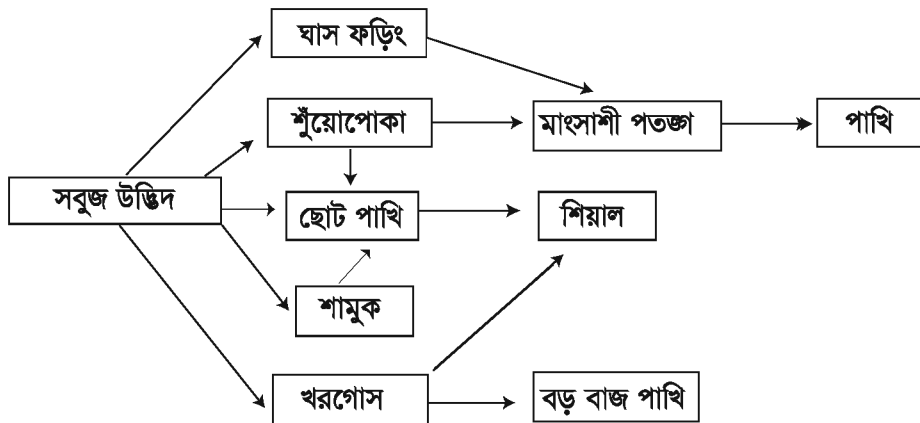 ঘাস ফড়িং
শুঁয়োপোকা
মাংসাশী পতঙ্গ
পাখি
সবুজ উদ্ভিদ
ছোট পাখি
শিয়াল
শামুক
খরগোস
বড় বাজ পাখি